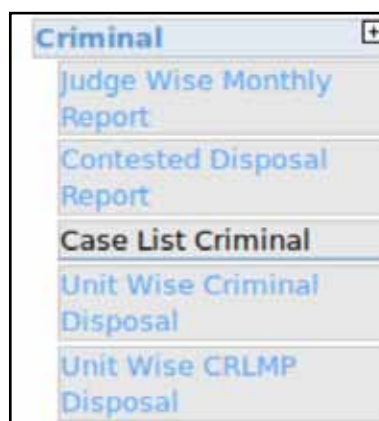 Criminal
Judge Wise Monthly
Report
Contested Disposal
Report
Case List Criminal
Unit Wise Criminal
Disposal
Unit Wise CRLMP
Disposal